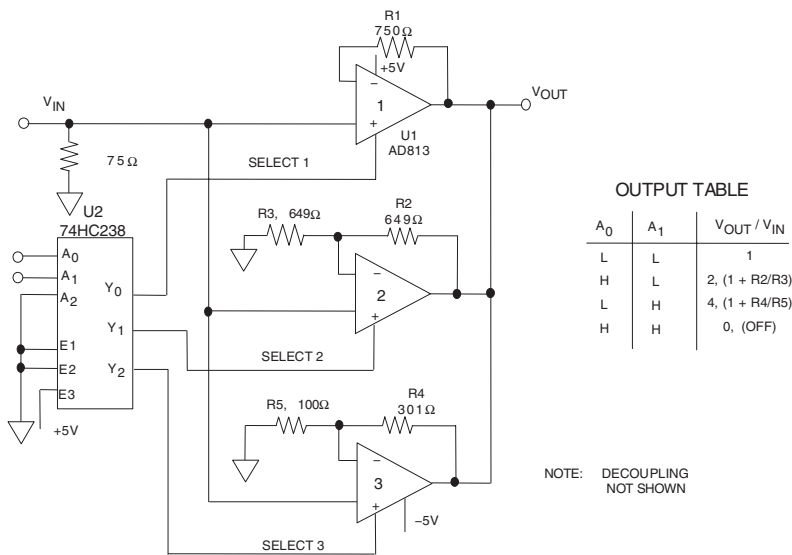 R1
750Ω
+5V
−
1
+
VIN
VOUT
U1
AD813
75Ω
SELECT 1
U2
74HC238
R3, 649Ω
R2
649Ω
OUTPUT TABLE
A0 A1 VOUT / VIN
L L 1
H L 2, (1 + R2/R3)
L H 4, (1 + R4/R5)
H H 0, (OFF)
A0
A1
A2
Y0
−
2
+
Y1
SELECT 2
E1
E2
Y2
E3
+5V
R5, 100Ω
R4
301Ω
−
3
+
−5V
NOTE: DECOUPLING
NOT SHOWN
SELECT 3